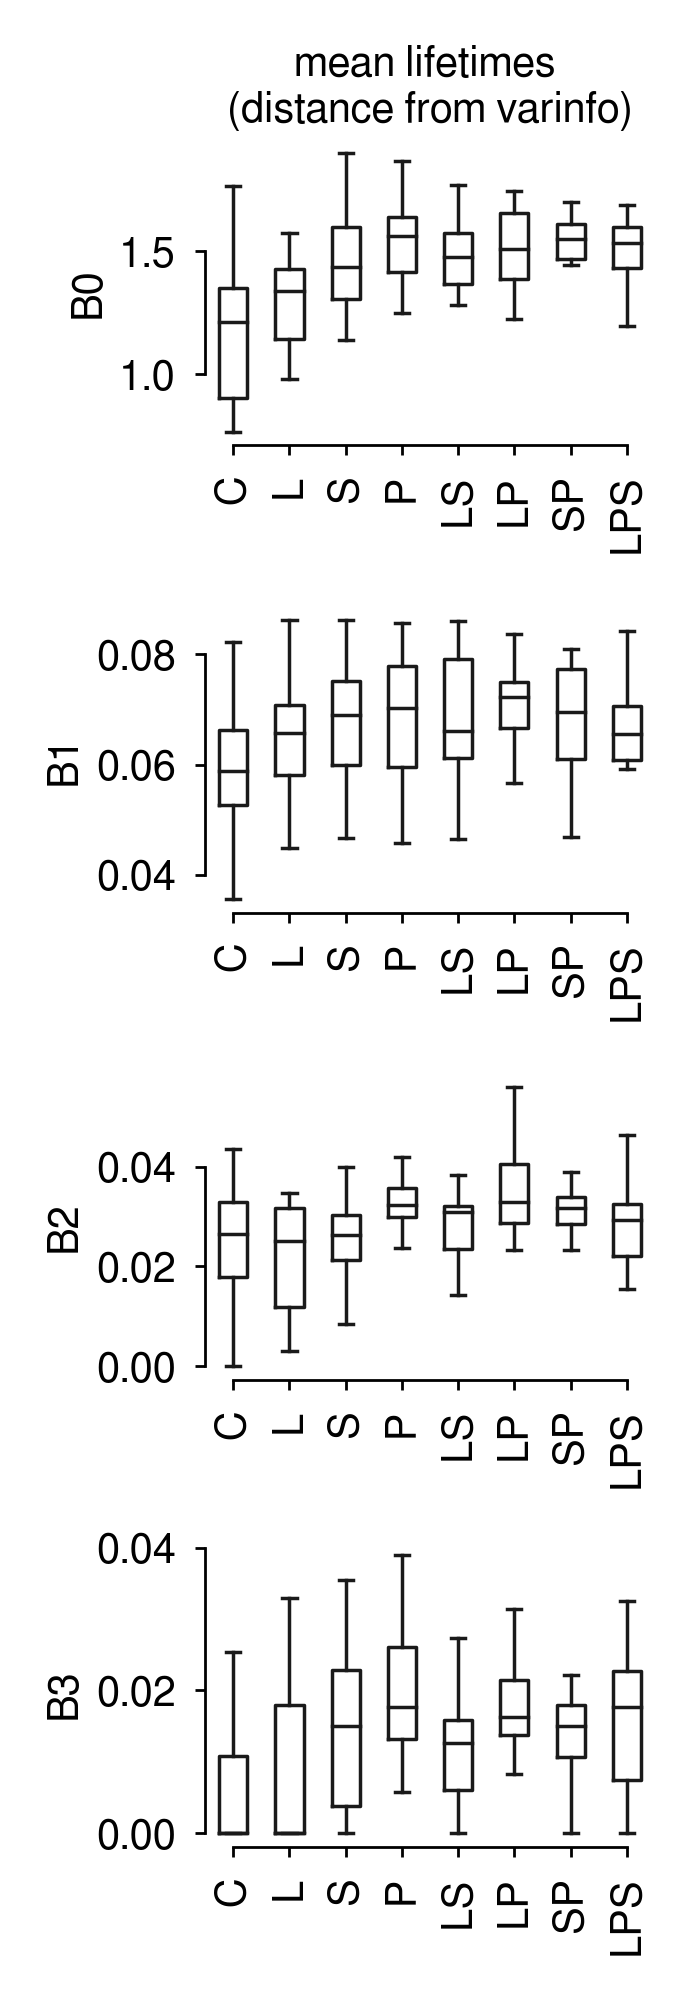 mean lifetimes
(distance from varinfo)
B0
1.5
1.0
C L S P LS LP SP LPS
B1
0.08
0.06
0.04
C L S P LS LP SP LPS
B2
0.04
0.02
0.00
C L S P LS LP SP LPS
B3
0.04
0.02
0.00
C L S P LS LP SP LPS